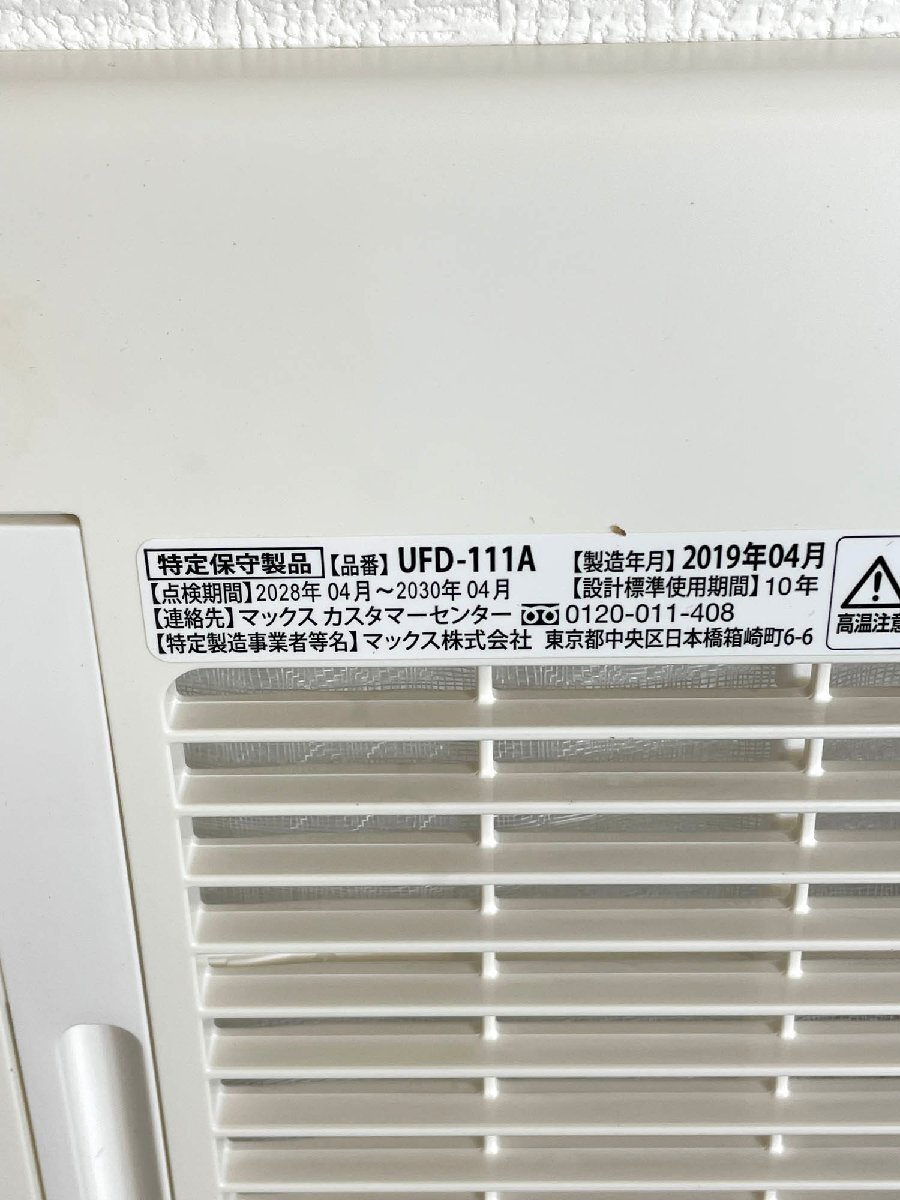 特定保守製品 【品番】UFD-111A 【製造年月】2019年04月
【点検期間】2028年 04月～2030年 04月 【設計標準使用期間】10年
【連絡先】マックス カスタマーセンター 0120-011-408
【特定製造事業者等名】マックス株式会社 東京都中央区日本橋箱崎町6-6
高温注意